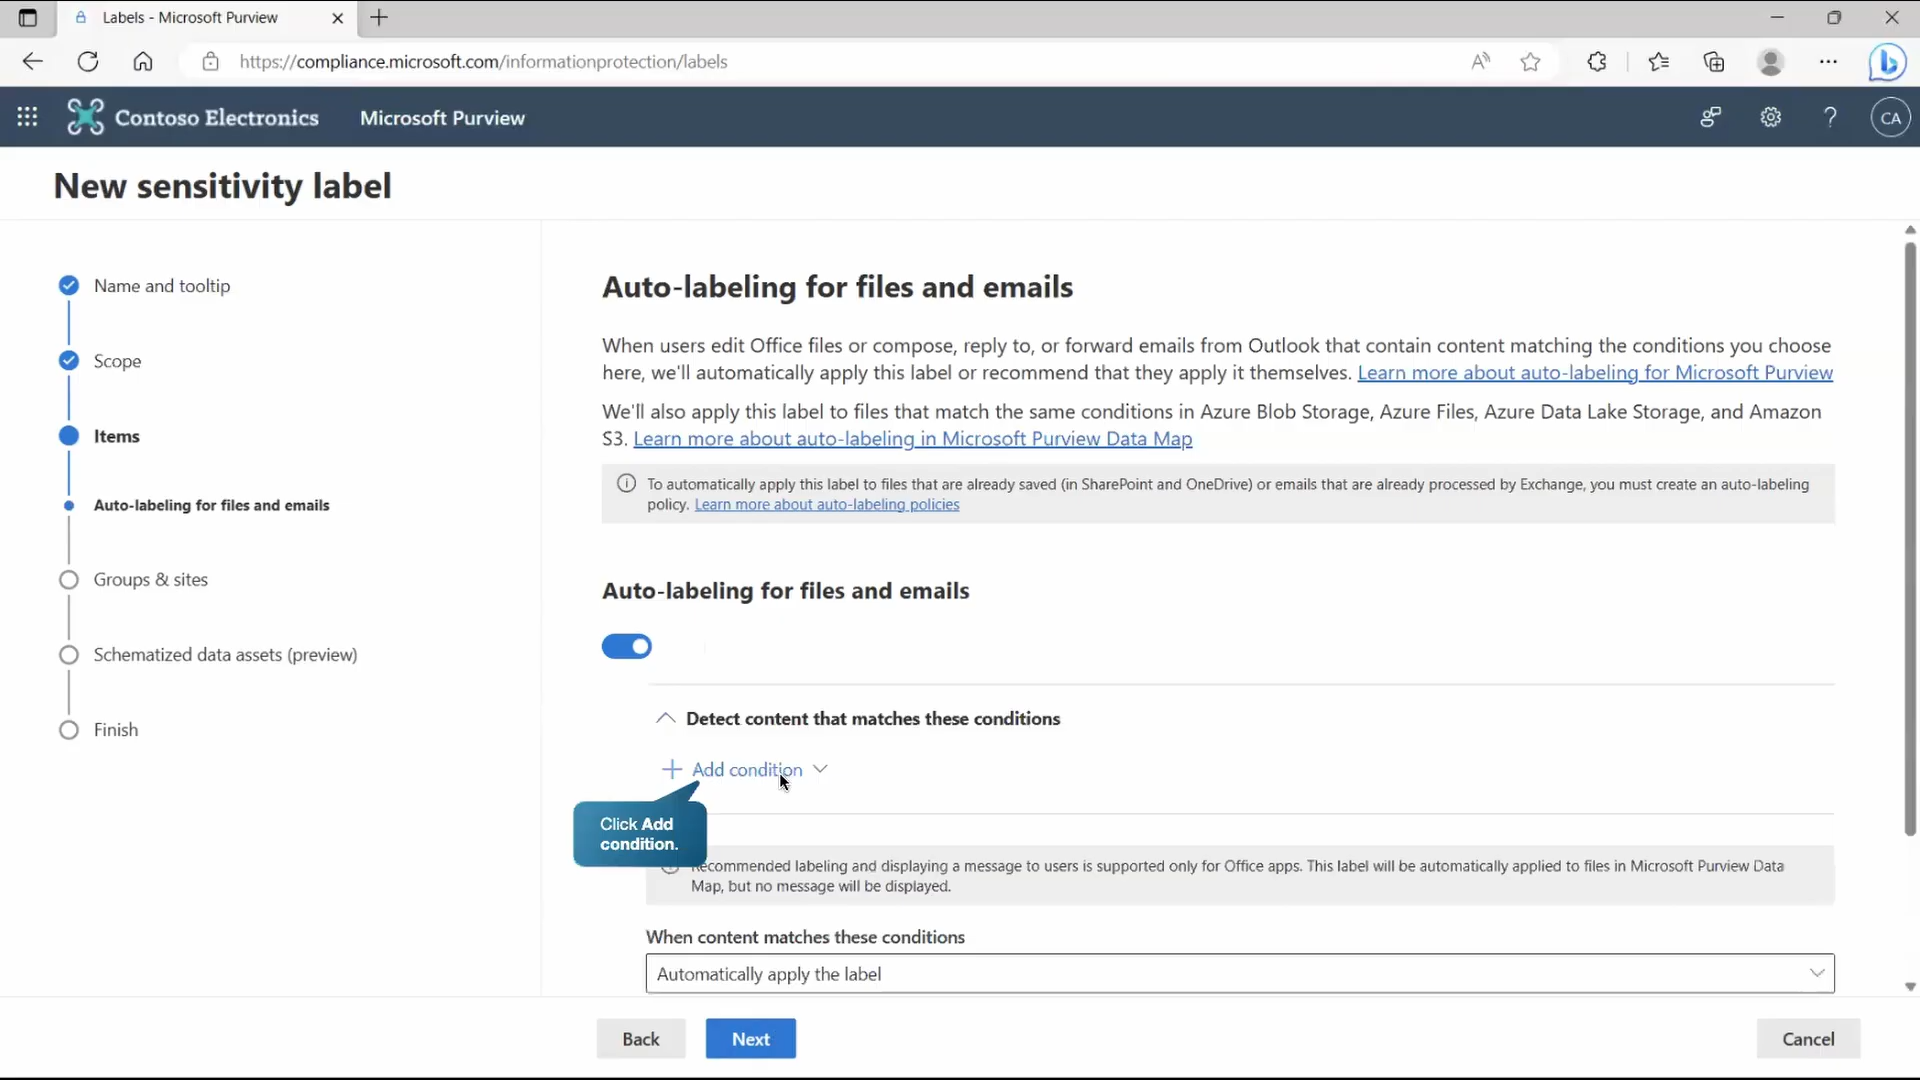 Labels - Microsoft Purview
https://compliance.microsoft.com/informationprotection/labels
Contoso Electronics
Microsoft Purview
CA
New sensitivity label
Name and tooltip
Scope
Items
Auto-labeling for files and emails
Groups & sites
Schematized data assets (preview)
Finish
Auto-labeling for files and emails
When users edit Office files or compose, reply to, or forward emails from Outlook that contain content matching the conditions you choose
here, we'll automatically apply this label or recommend that they apply it themselves. Learn more about auto-labeling for Microsoft Purview
We'll also apply this label to files that match the same conditions in Azure Blob Storage, Azure Files, Azure Data Lake Storage, and Amazon
S3. Learn more about auto-labeling in Microsoft Purview Data Map
To automatically apply this label to files that are already saved (in SharePoint and OneDrive) or emails that are already processed by Exchange, you must create an auto-labeling
policy. Learn more about auto-labeling policies
Auto-labeling for files and emails
Detect content that matches these conditions
Add condition
Click Add
condition.
Recommended labeling and displaying a message to users is supported only for Office apps. This label will be automatically applied to files in Microsoft Purview Data
Map, but no message will be displayed.
When content matches these conditions
Automatically apply the label
Back
Next
Cancel